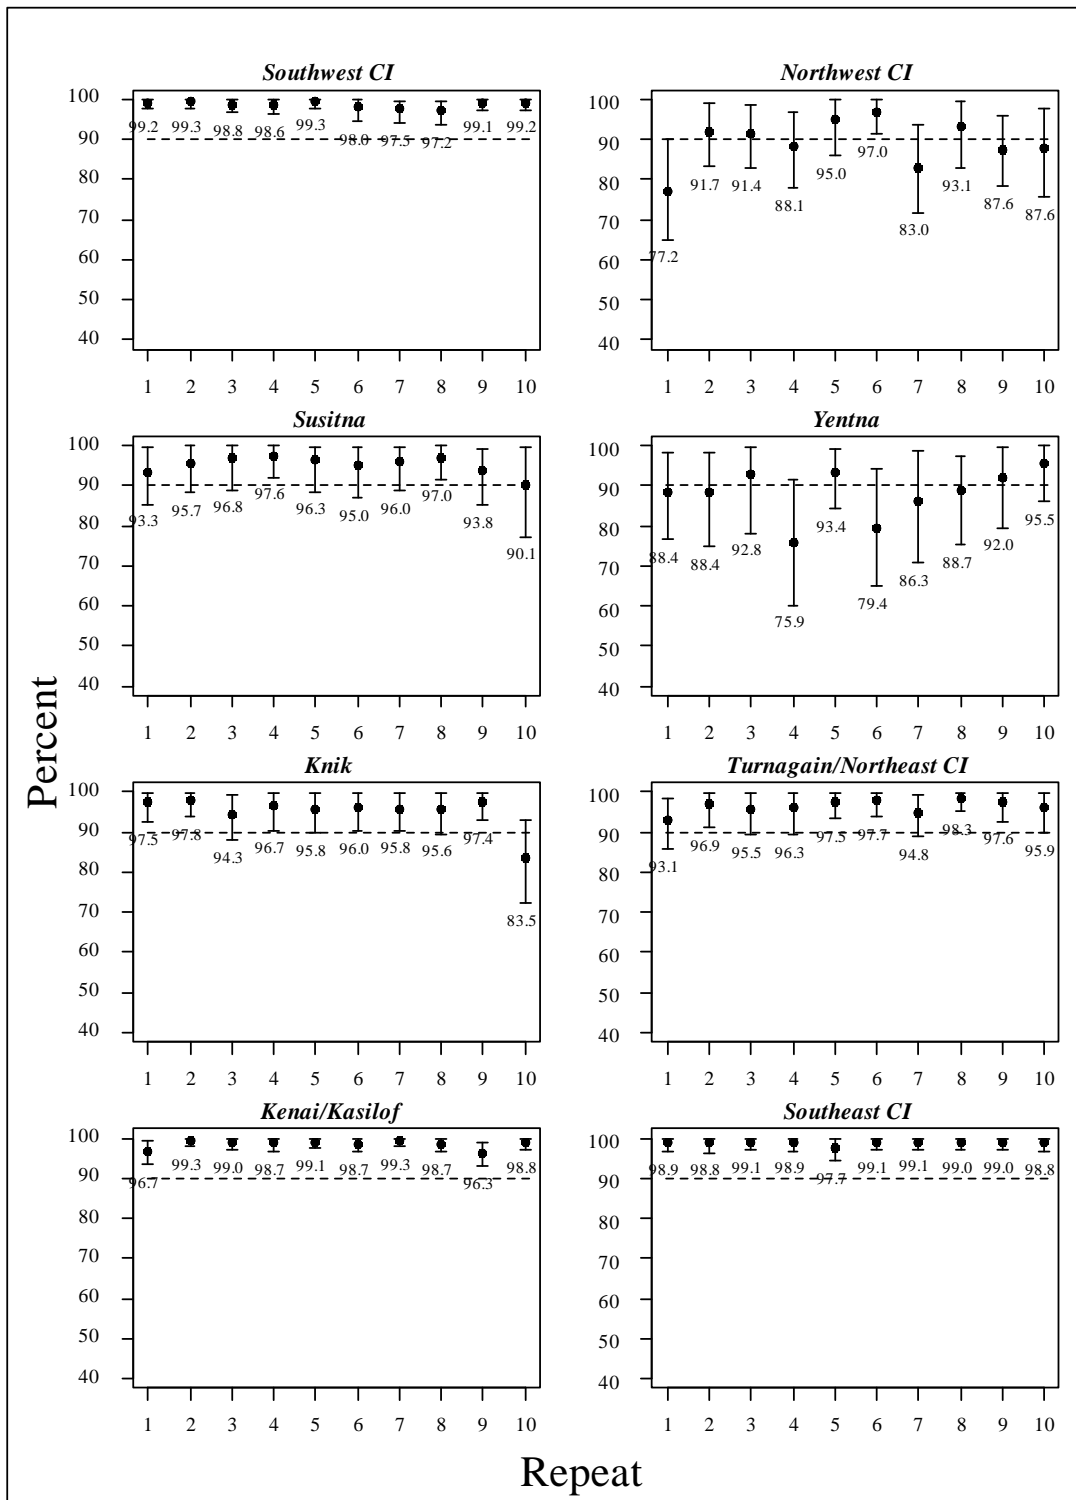 Southwest CI
100
90
80
70
60
50
40
99.2 99.3 98.8 98.6 99.3 98.0 97.5 97.2 99.1 99.2
1 2 3 4 5 6 7 8 9 10
Northwest CI
100
90
80
70
60
50
40
77.2 91.7 91.4 88.1 95.0 97.0 83.0 93.1 87.6 87.6
1 2 3 4 5 6 7 8 9 10
Susitna
100
90
80
70
60
50
40
93.3 95.7 96.8 97.6 96.3 95.0 96.0 97.0 93.8 90.1
1 2 3 4 5 6 7 8 9 10
Yentna
100
90
80
70
60
50
40
88.4 88.4 92.8 75.9 93.4 79.4 86.3 88.7 92.0 95.5
1 2 3 4 5 6 7 8 9 10
Percent
Knik
100
90
80
70
60
50
40
97.5 97.8 94.3 96.7 95.8 96.0 95.8 95.6 97.4 83.5
1 2 3 4 5 6 7 8 9 10
Turnagain/Northeast CI
100
90
80
70
60
50
40
93.1 96.9 95.5 96.3 97.5 97.7 94.8 98.3 97.6 95.9
1 2 3 4 5 6 7 8 9 10
Kenai/Kasilof
100
90
80
70
60
50
40
96.7 99.3 99.0 98.7 99.1 98.7 99.3 98.7 96.3 98.8
1 2 3 4 5 6 7 8 9 10
Southeast CI
100
90
80
70
60
50
40
98.9 98.8 99.1 98.9 97.7 99.1 99.1 99.0 99.0 98.8
1 2 3 4 5 6 7 8 9 10
Repeat